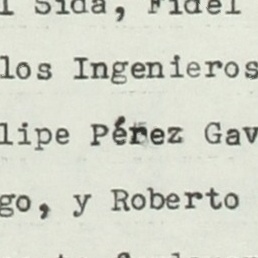 l Sida, Fidel
los Ingenieros
lipe Pérez Gav
go, y Roberto